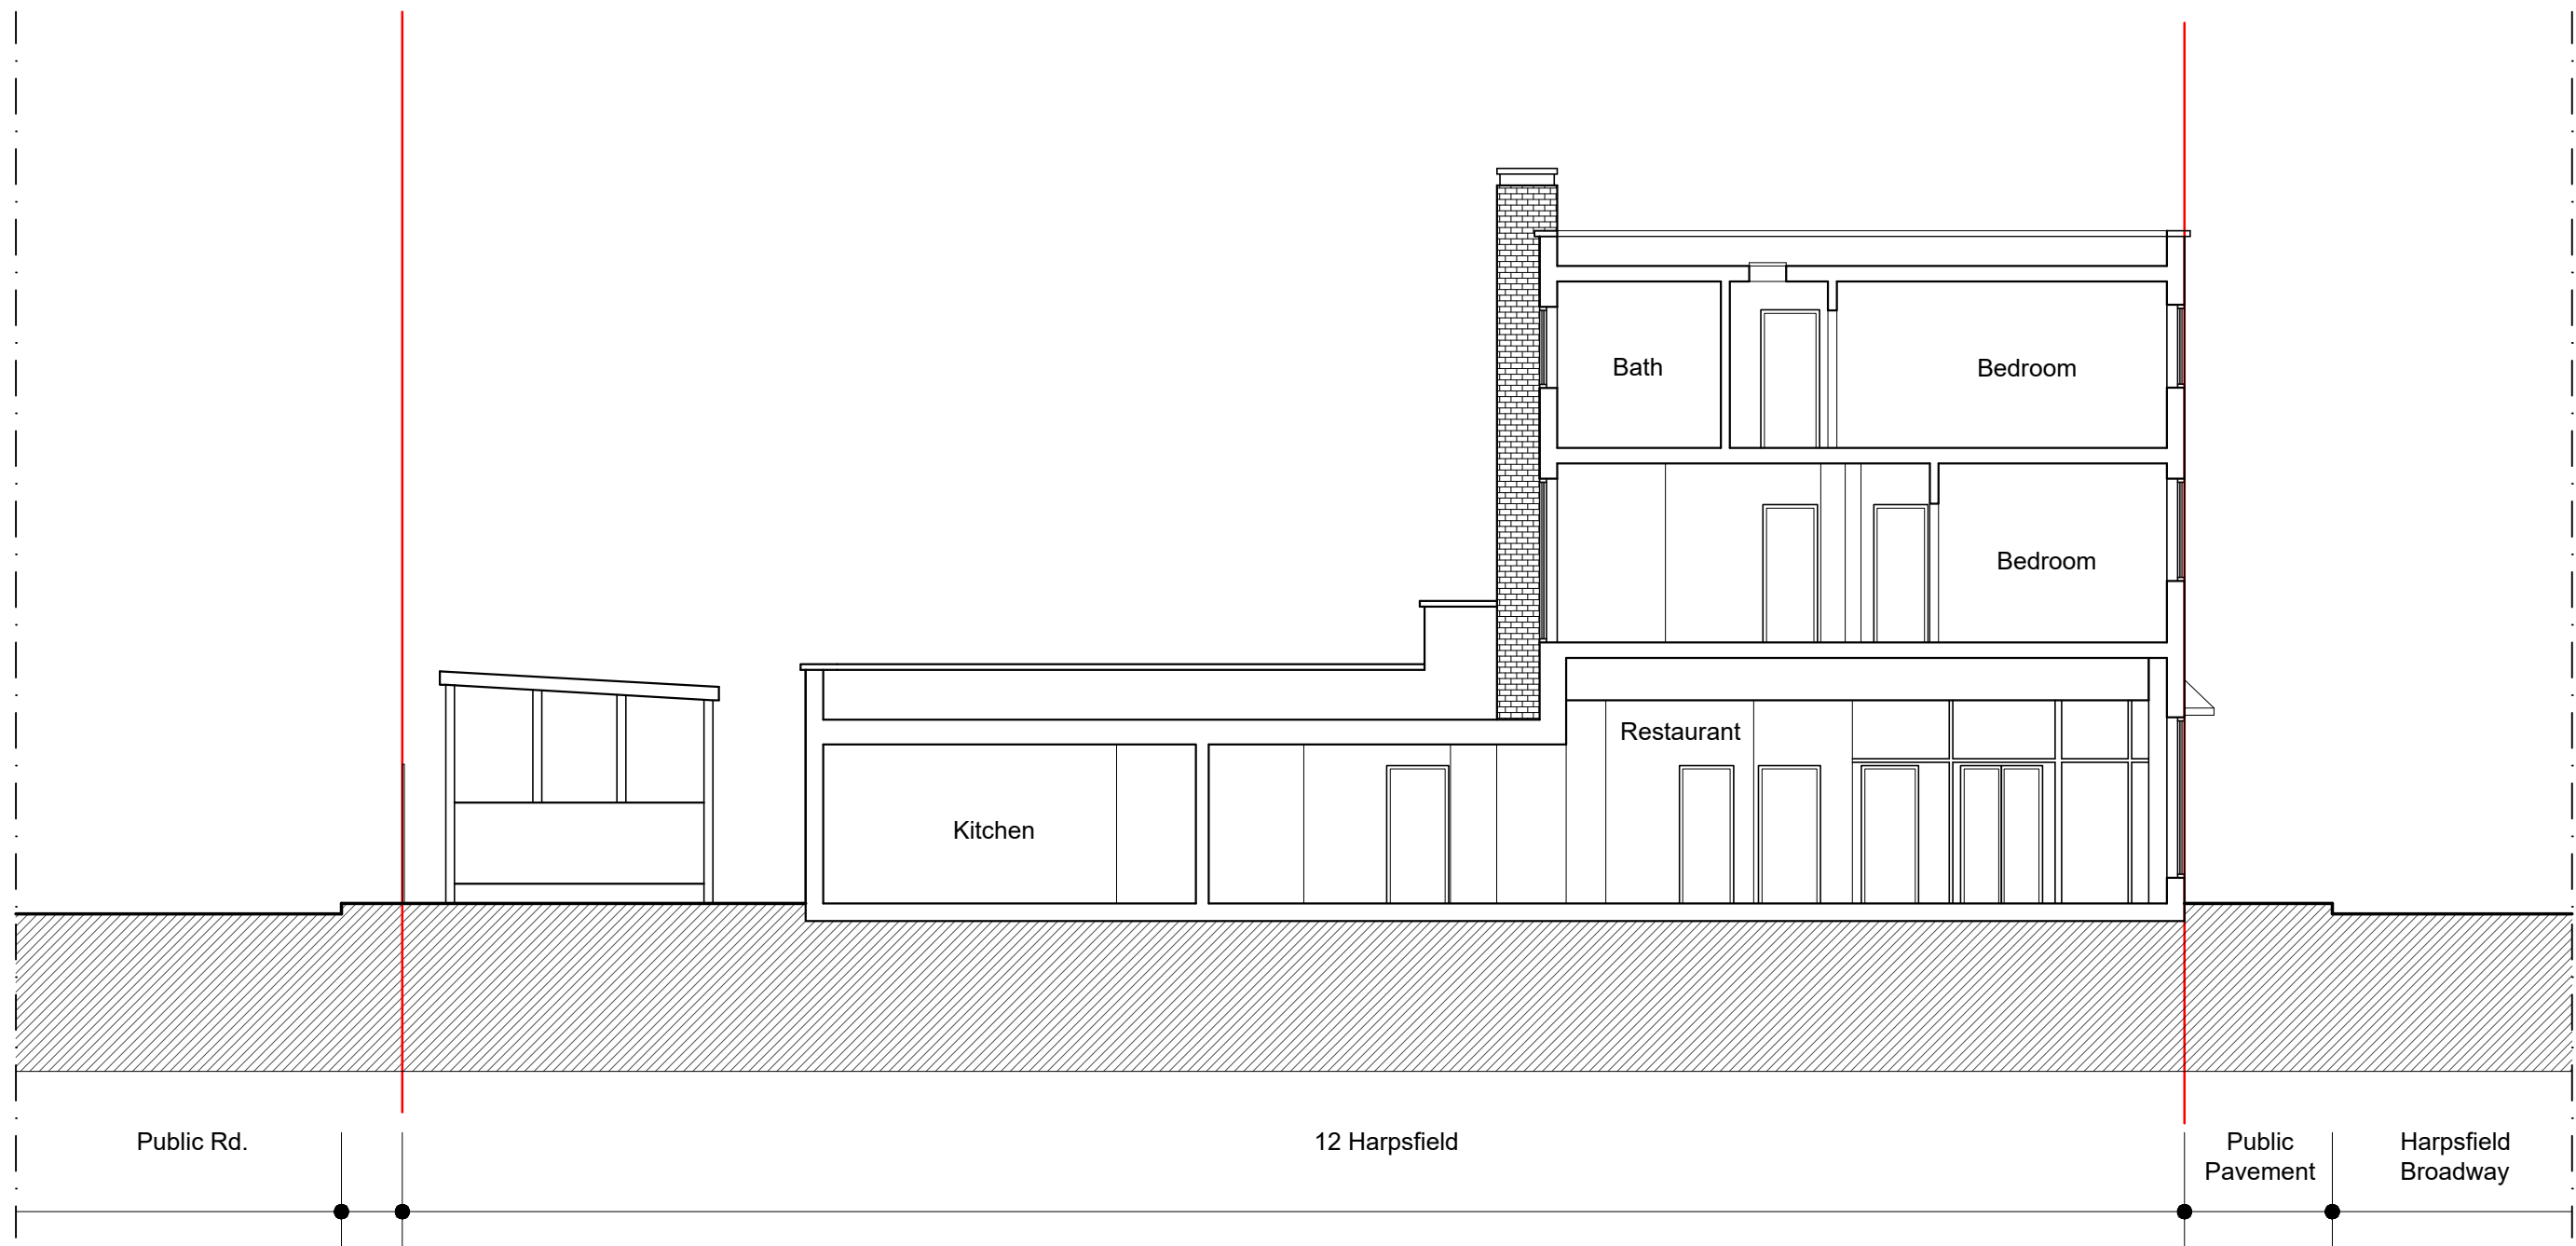 Bath
Bedroom
Bedroom
Restaurant
Kitchen
Public Rd.
12 Harpsfield
Public
Pavement
Harpsfield
Broadway